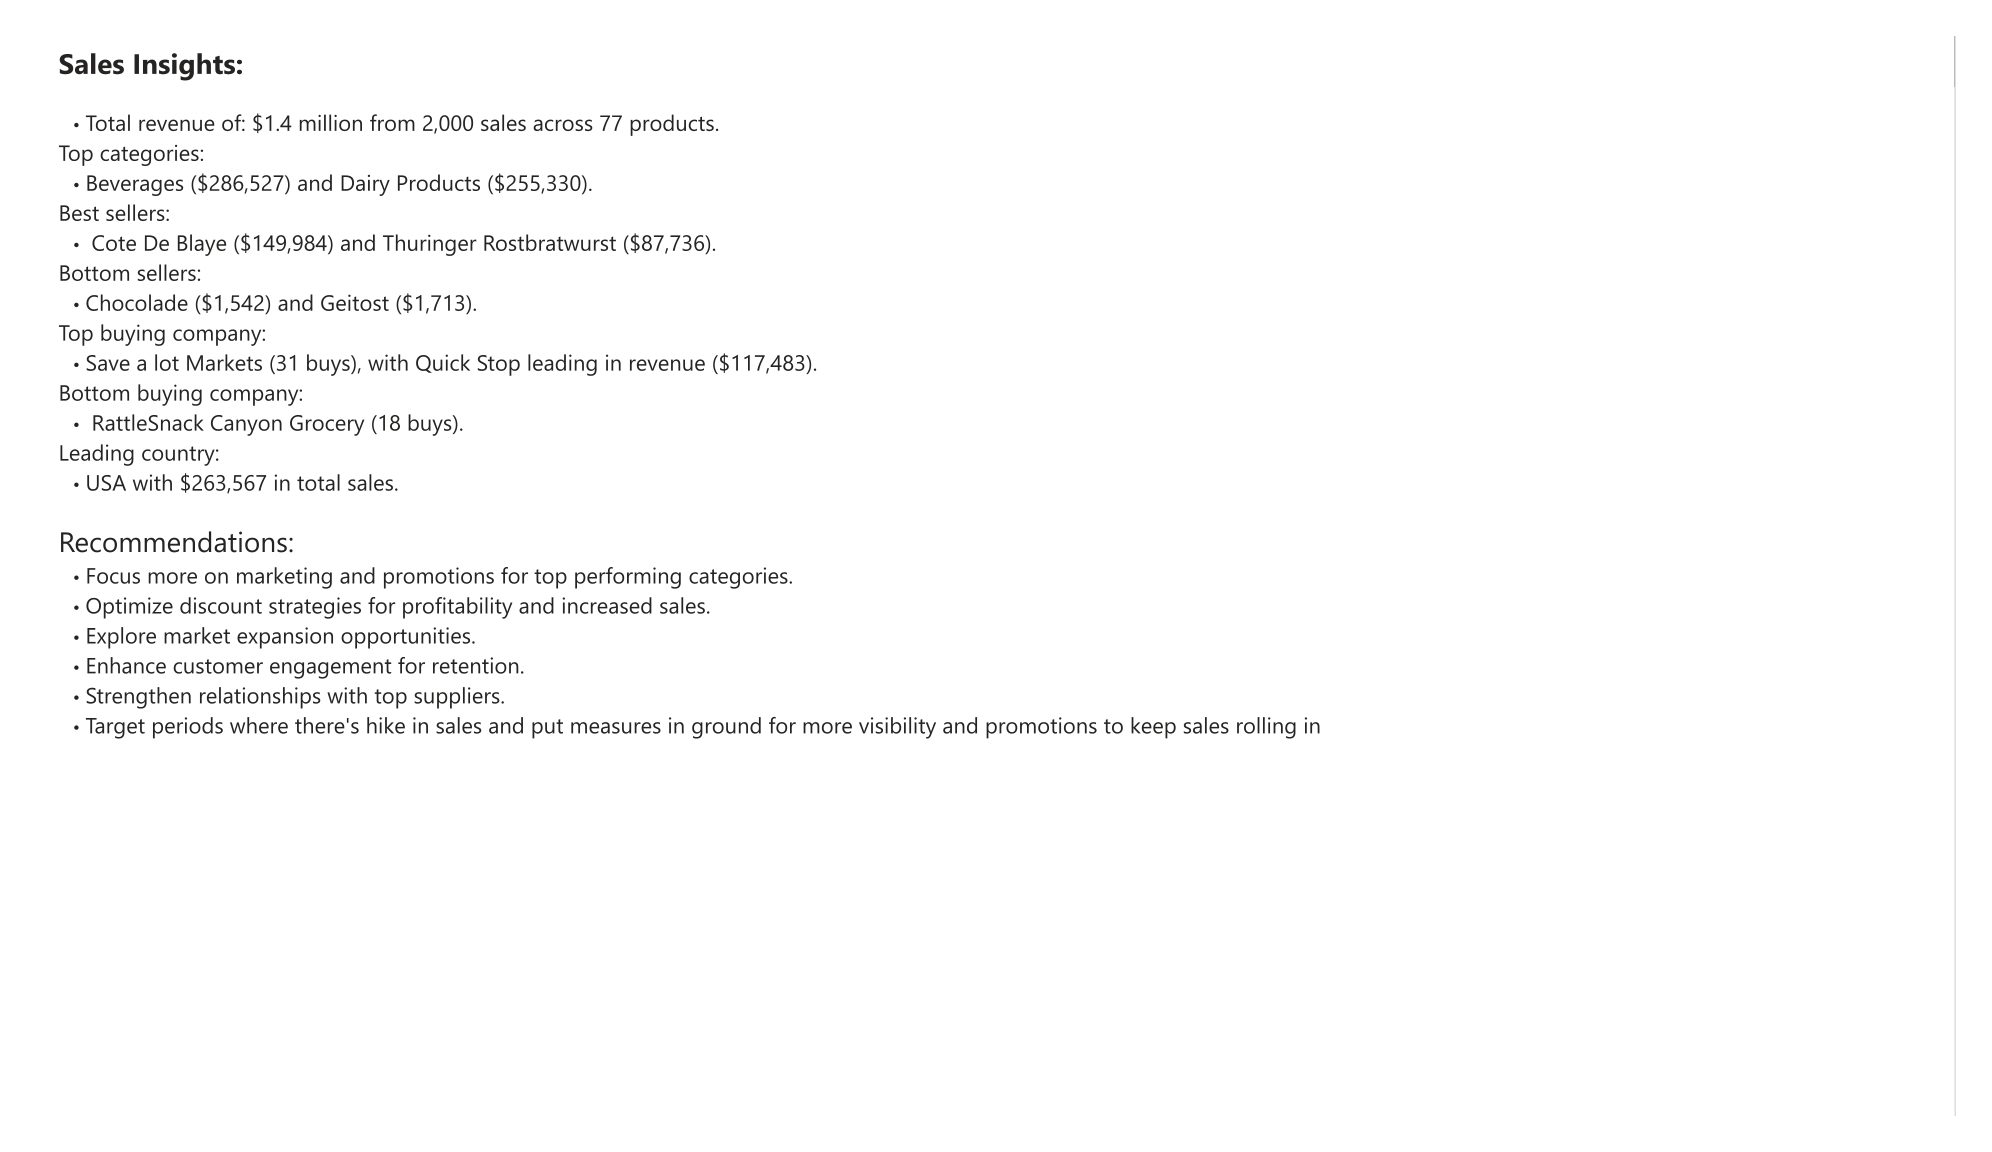 Sales Insights:
• Total revenue of: $1.4 million from 2,000 sales across 77 products.
Top categories:
• Beverages ($286,527) and Dairy Products ($255,330).
Best sellers:
• Cote De Blaye ($149,984) and Thuringer Rostbratwurst ($87,736).
Bottom sellers:
• Chocolade ($1,542) and Geitost ($1,713).
Top buying company:
• Save a lot Markets (31 buys), with Quick Stop leading in revenue ($117,483).
Bottom buying company:
• RattleSnack Canyon Grocery (18 buys).
Leading country:
• USA with $263,567 in total sales.
Recommendations:
• Focus more on marketing and promotions for top performing categories.
• Optimize discount strategies for profitability and increased sales.
• Explore market expansion opportunities.
• Enhance customer engagement for retention.
• Strengthen relationships with top suppliers.
• Target periods where there's hike in sales and put measures in ground for more visibility and promotions to keep sales rolling in